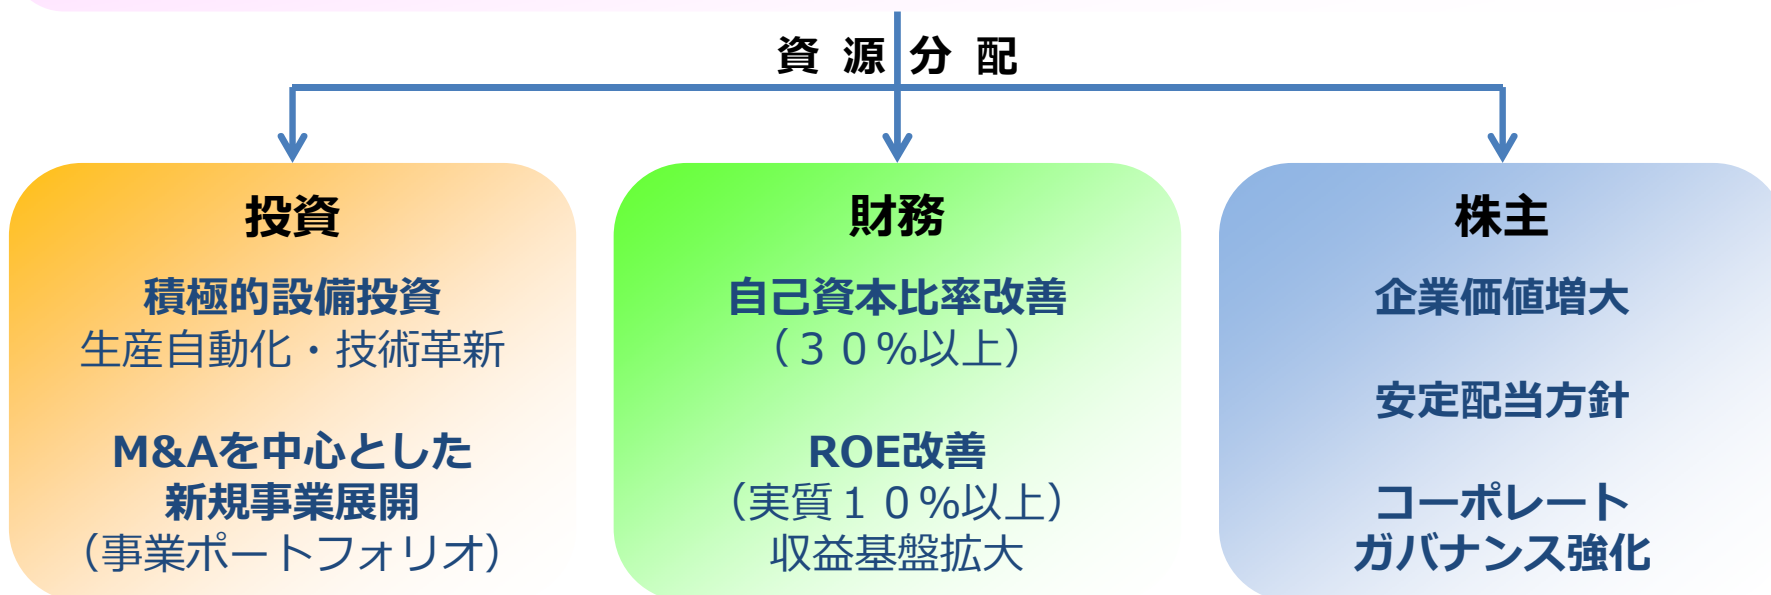 資源分配
投資
積極的設備投資
生産自動化・技術革新
M&Aを中心とした
新規事業展開
（事業ポートフォリオ）
財務
自己資本比率改善
（３０％以上）
ROE改善
（実質１０％以上）
収益基盤拡大
株主
企業価値増大
安定配当方針
コーポレート
ガバナンス強化